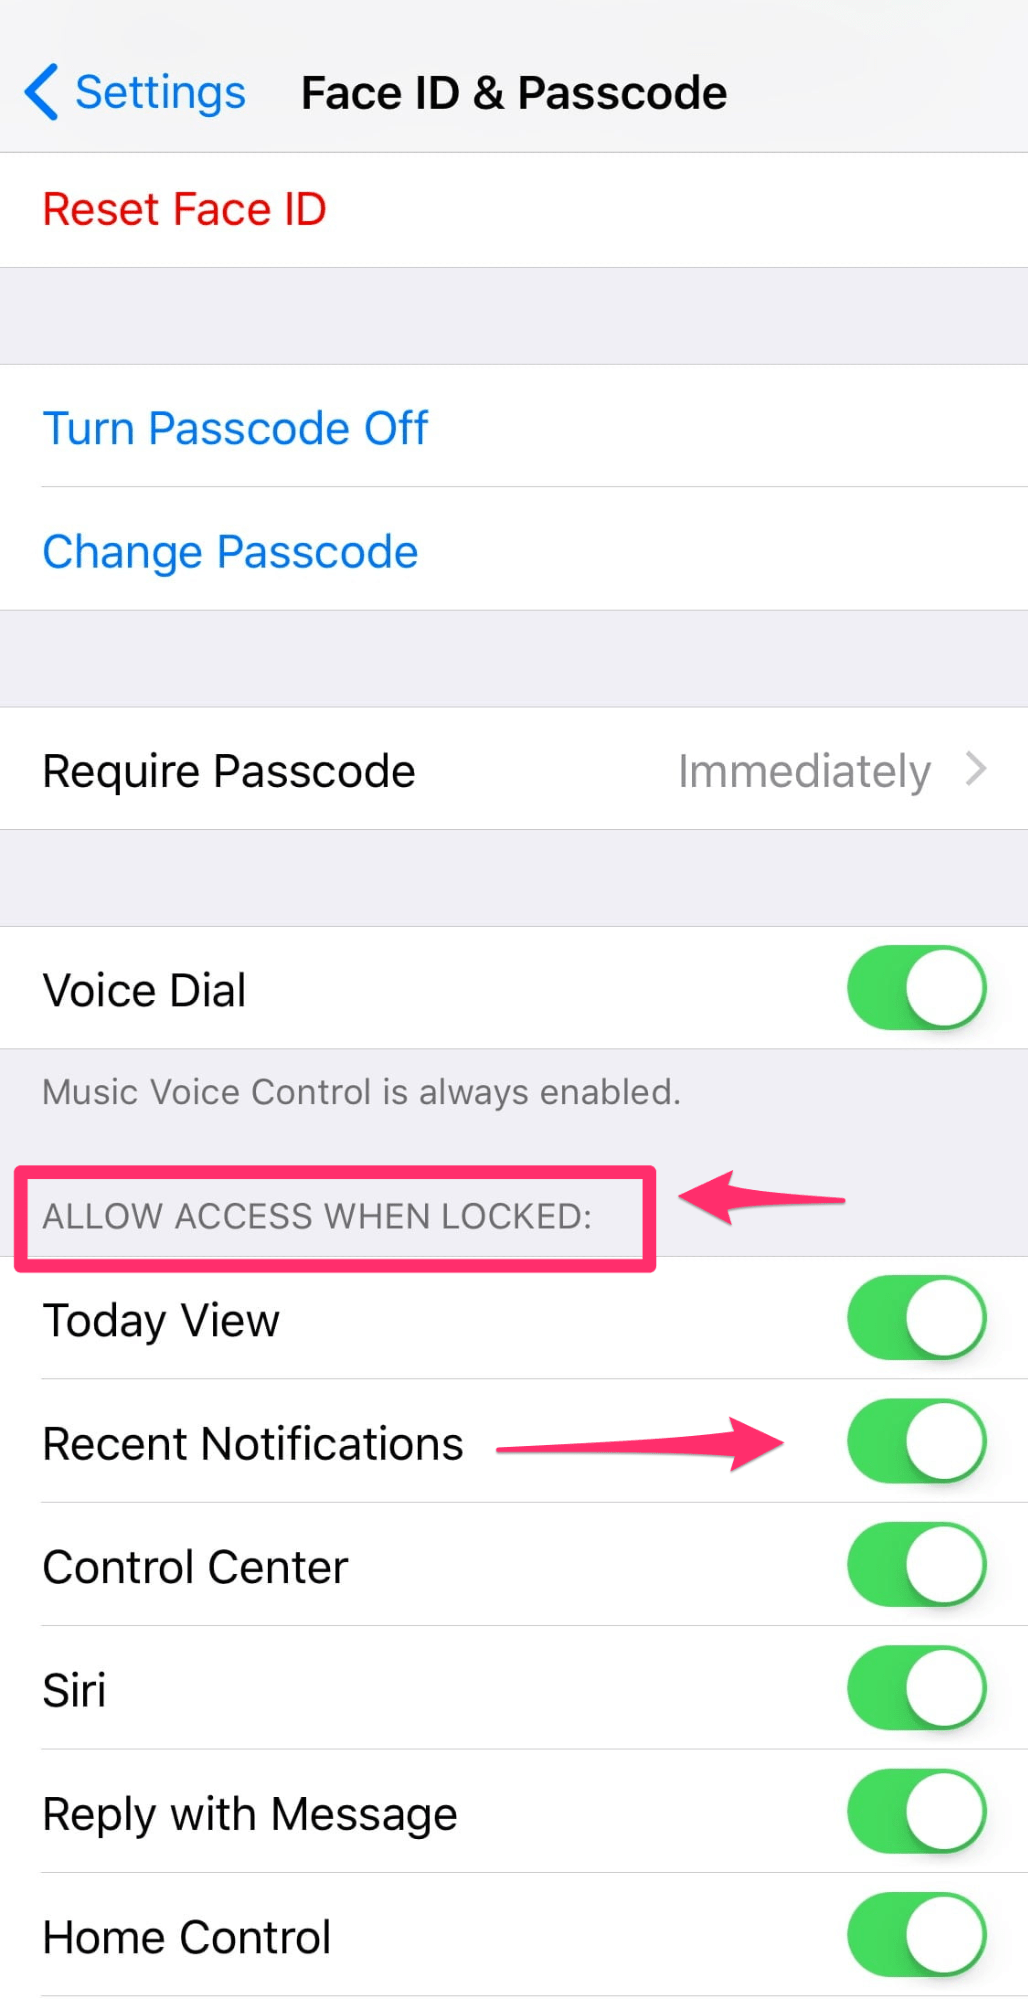 Settings Face ID & Passcode
Reset Face ID
Turn Passcode Off
Change Passcode
Require Passcode Immediately
Voice Dial
Music Voice Control is always enabled.
ALLOW ACCESS WHEN LOCKED:
Today View
Recent Notifications
Control Center
Siri
Reply with Message
Home Control